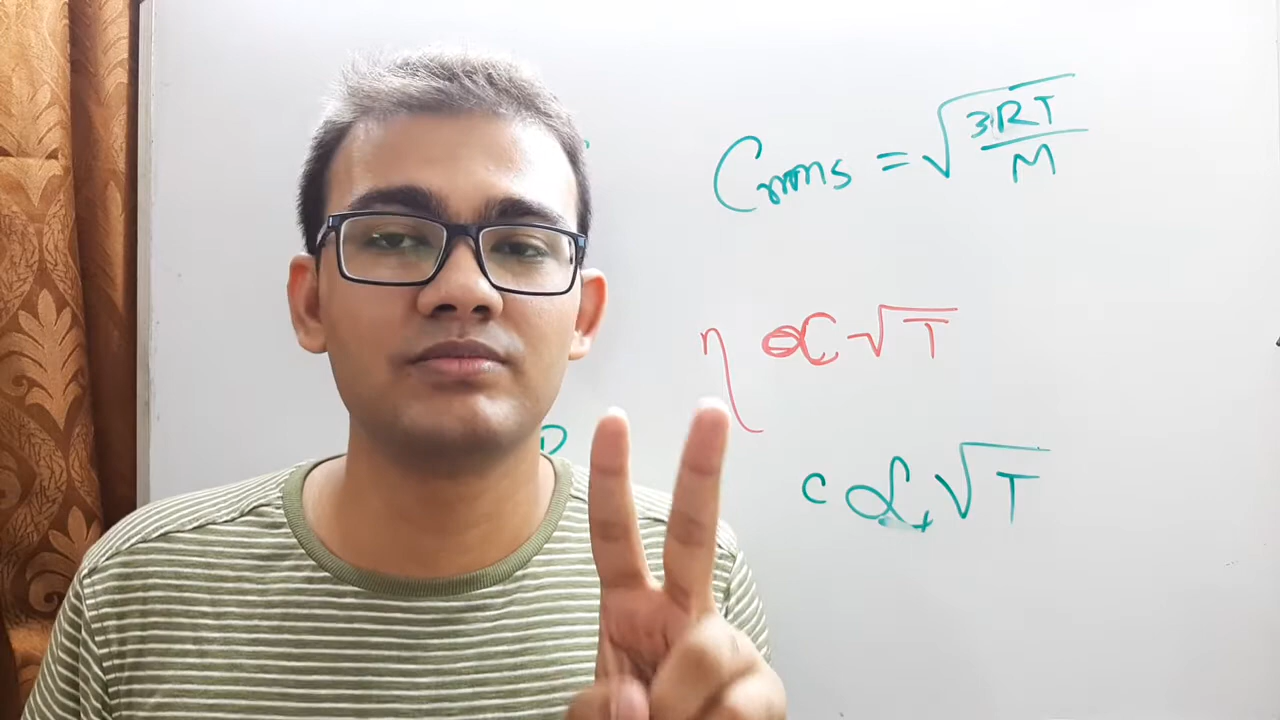 Crms = √3RT/M
η ∝ √T
c ∝ √T